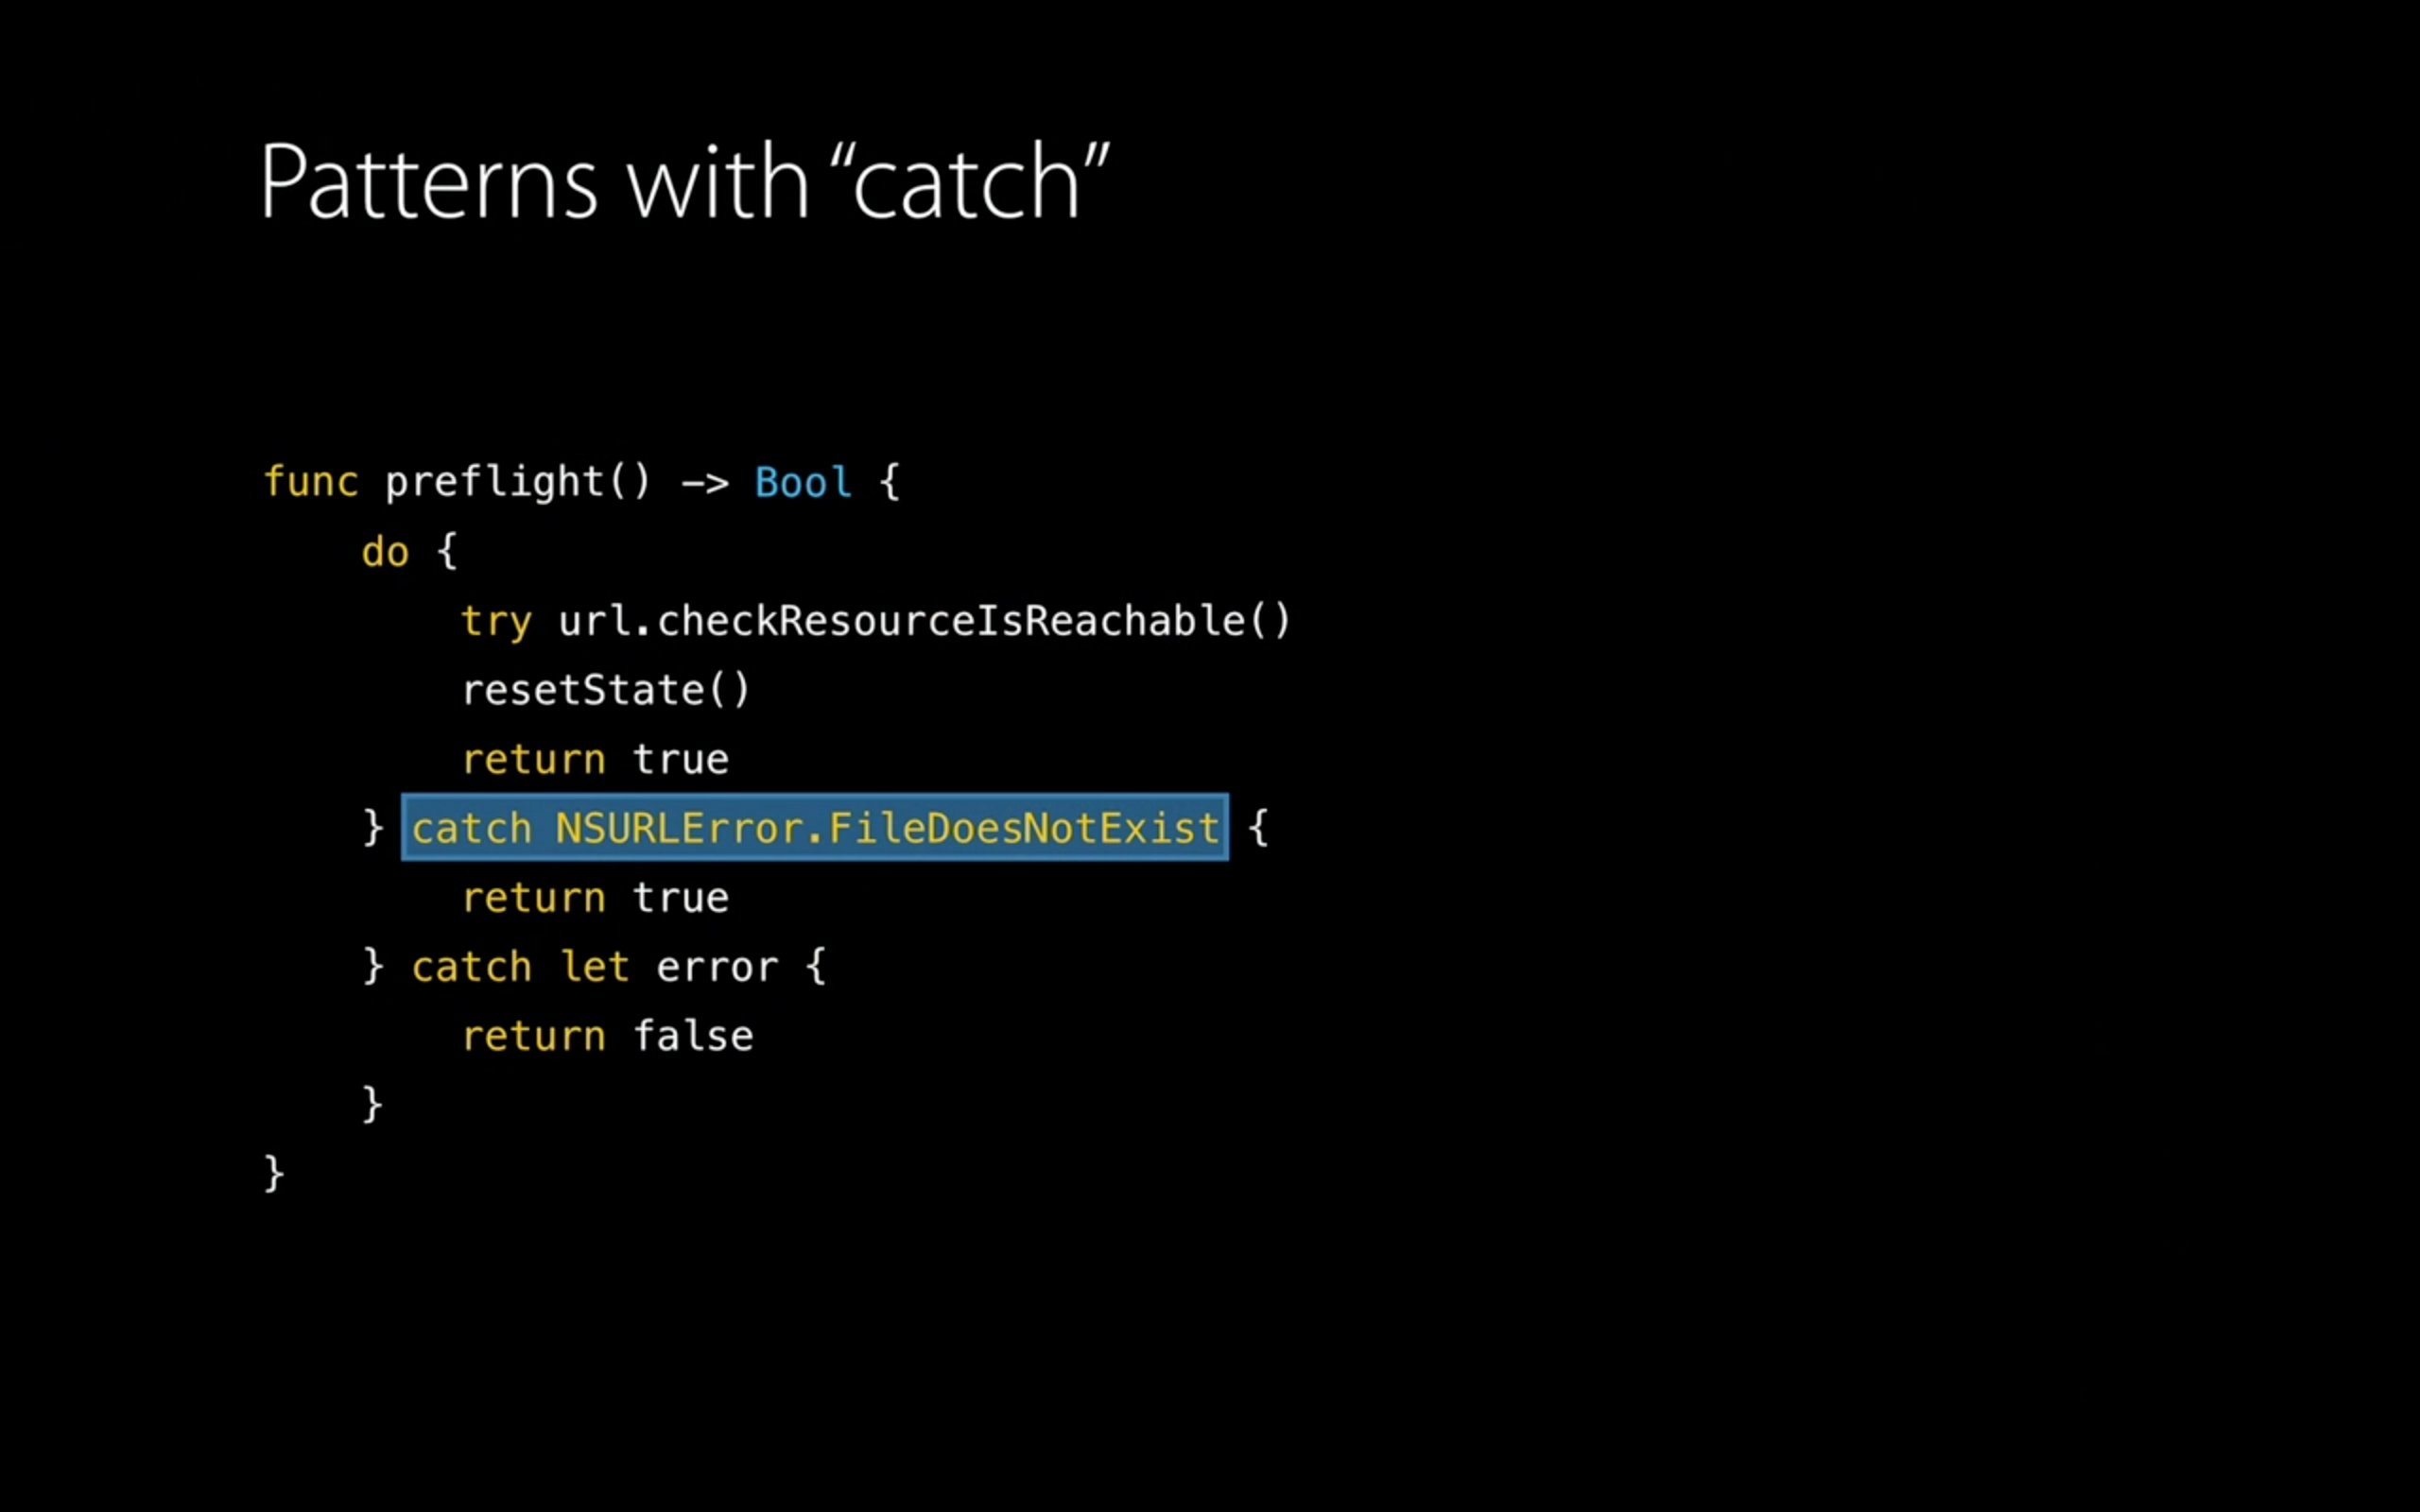 Patterns with “catch”
func preflight() –> Bool {
    do {
        try url.checkResourceIsReachable()
        resetState()
        return true
    } catch NSURLError.FileDoesNotExist {
        return true
    } catch let error {
        return false
    }
}